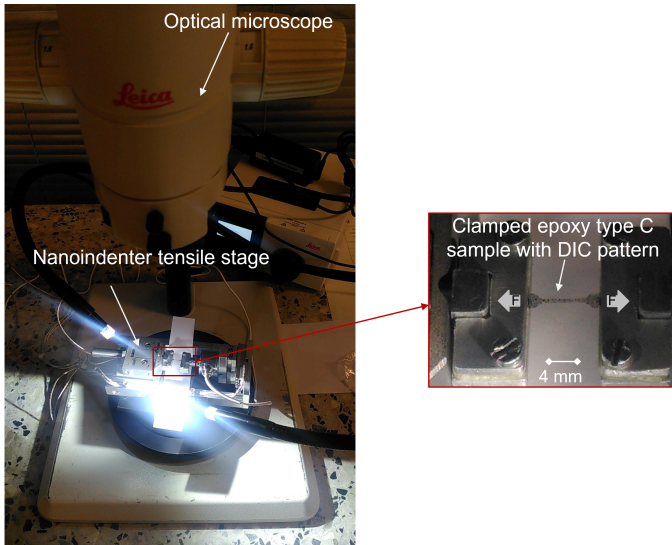 Optical microscope
Leica
Nanoindenter tensile stage
Clamped epoxy type C
sample with DIC pattern
F
F
4 mm